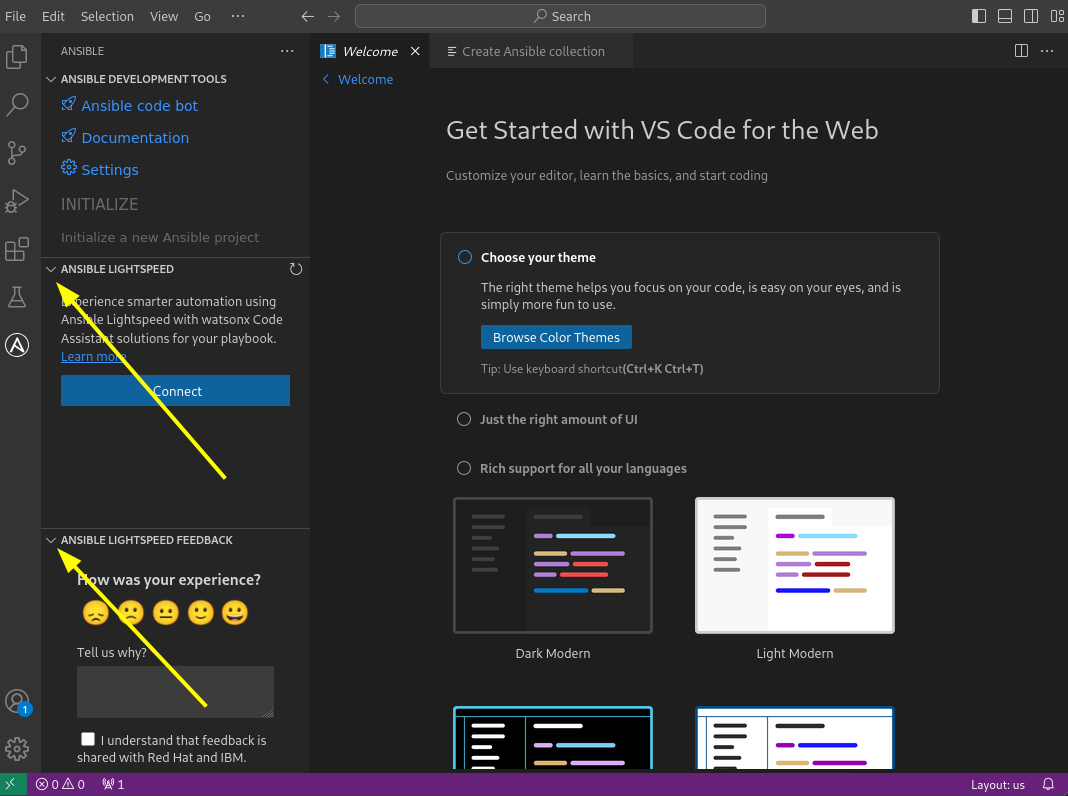 File Edit Selection View Go ··· Search
ANSIBLE ···
ANSIBLE DEVELOPMENT TOOLS
Ansible code bot
Documentation
Settings
INITIALIZE
Initialize a new Ansible project
ANSIBLE LIGHTSPEED
Experience smarter automation using
Ansible Lightspeed with watsonx Code
Assistant solutions for your playbook.
Learn more
Connect
ANSIBLE LIGHTSPEED FEEDBACK
How was your experience?
Tell us why?
I understand that feedback is
shared with Red Hat and IBM.
1
Welcome Create Ansible collection ···
Welcome
Get Started with VS Code for the Web
Customize your editor, learn the basics, and start coding
Choose your theme
The right theme helps you focus on your code, is easy on your eyes, and is
simply more fun to use.
Browse Color Themes
Tip: Use keyboard shortcut(Ctrl+K Ctrl+T)
Just the right amount of UI
Rich support for all your languages
Dark Modern Light Modern
0 0 1 Layout: us